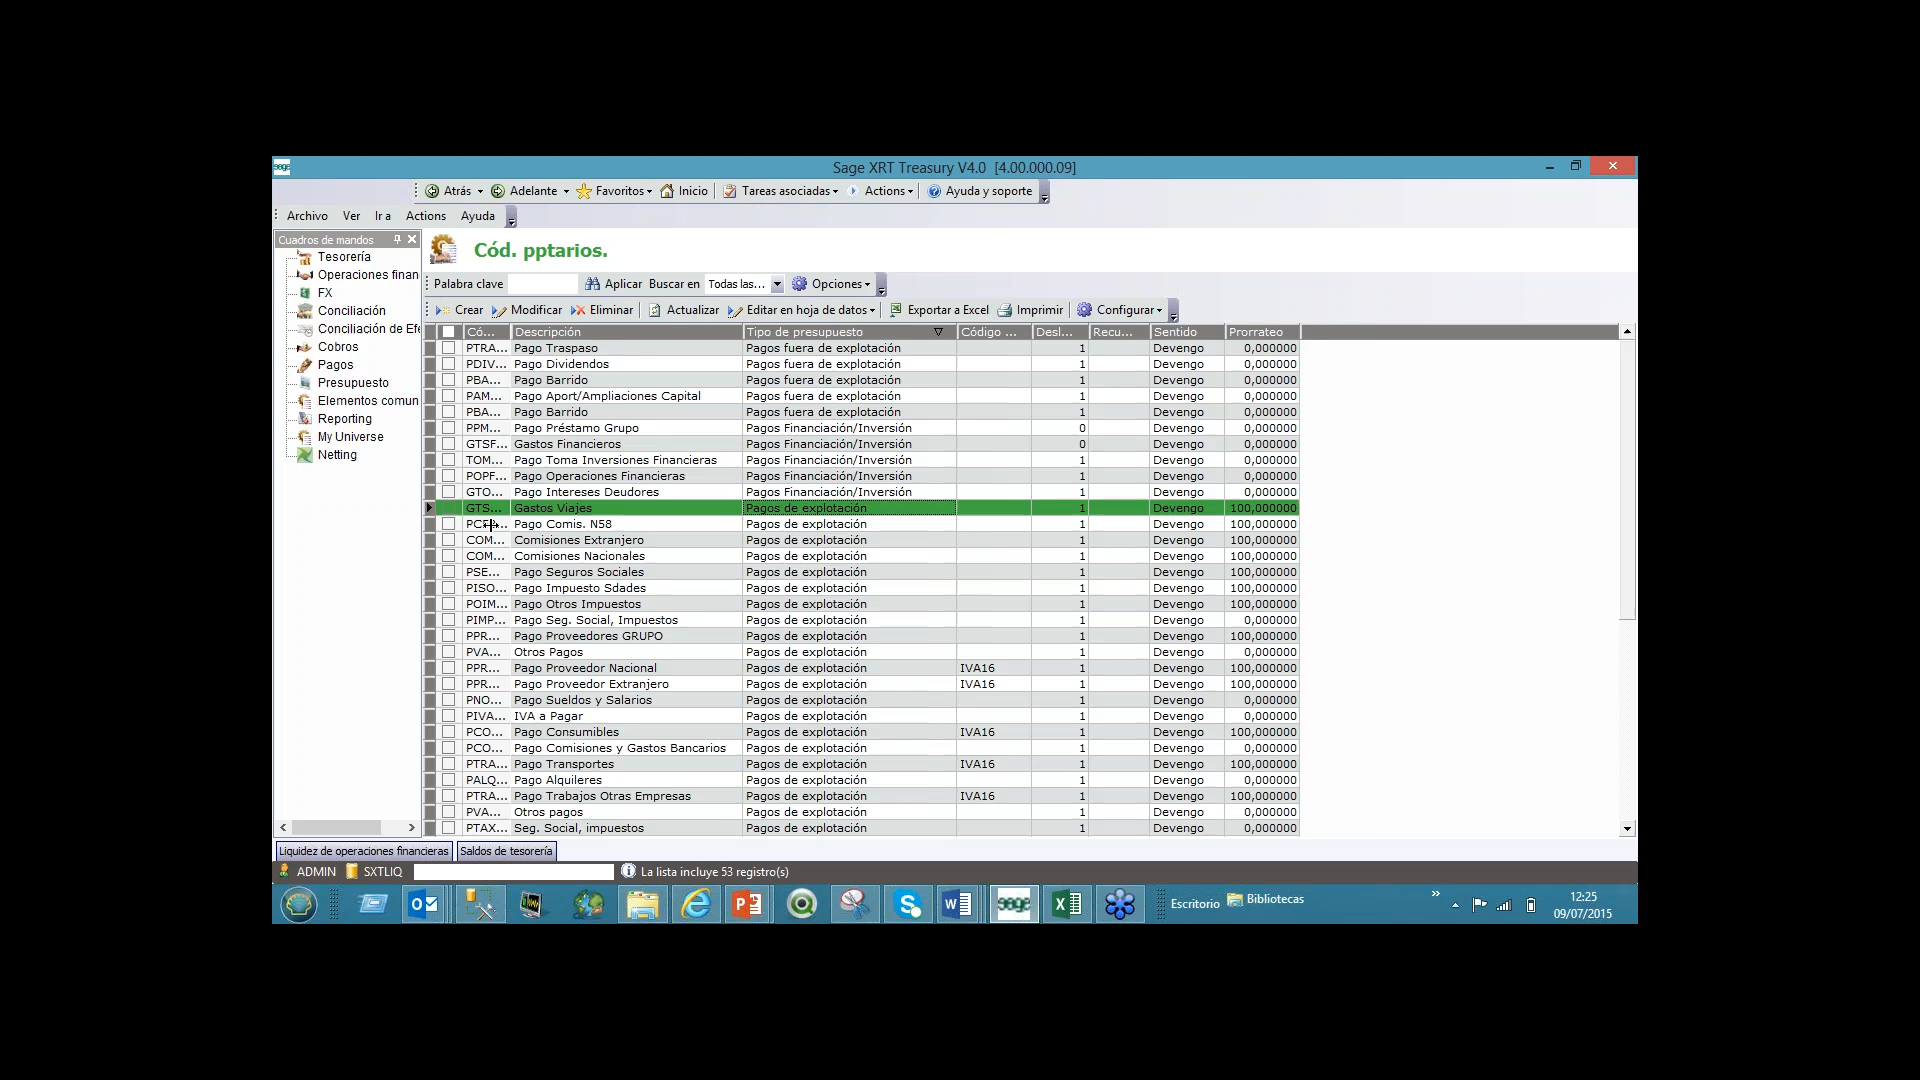 sage Sage XRT Treasury V4.0 [4.00.000.09]
Atrás Adelante Favoritos Inicio Tareas asociadas Actions Ayuda y soporte
Archivo Ver Ir a Actions Ayuda
Cuadros de mandos
Tesorería
Operaciones finan
FX
Conciliación
Conciliación de Efe
Cobros
Pagos
Presupuesto
Elementos comun
Reporting
My Universe
Netting
Cód. pptarios.
Palabra clave Aplicar Buscar en Todas las... Opciones
Crear Modificar Eliminar Actualizar Editar en hoja de datos Exportar a Excel Imprimir Configurar
Có... Descripción Tipo de presupuesto Código ... Desl... Recu... Sentido Prorrateo
PTRA... Pago Traspaso Pagos fuera de explotación 1 Devengo 0,000000
PDIV... Pago Dividendos Pagos fuera de explotación 1 Devengo 0,000000
PBA... Pago Barrido Pagos fuera de explotación 1 Devengo 0,000000
PAM... Pago Aport/Ampliaciones Capital Pagos fuera de explotación 1 Devengo 0,000000
PBA... Pago Barrido Pagos fuera de explotación 1 Devengo 0,000000
PPM... Pago Préstamo Grupo Pagos Financiación/Inversión 0 Devengo 0,000000
GTSF... Gastos Financieros Pagos Financiación/Inversión 0 Devengo 0,000000
TOM... Pago Toma Inversiones Financieras Pagos Financiación/Inversión 1 Devengo 0,000000
POPF... Pago Operaciones Financieras Pagos Financiación/Inversión 1 Devengo 0,000000
GTO... Pago Intereses Deudores Pagos Financiación/Inversión 1 Devengo 0,000000
GTS... Gastos Viajes Pagos de explotación 1 Devengo 100,000000
Pago Comis. N58 Pagos de explotación 1 Devengo 100,000000
COM... Comisiones Extranjero Pagos de explotación 1 Devengo 100,000000
COM... Comisiones Nacionales Pagos de explotación 1 Devengo 100,000000
PSE... Pago Seguros Sociales Pagos de explotación 1 Devengo 100,000000
PISO... Pago Impuesto Sdades Pagos de explotación 1 Devengo 100,000000
POIM... Pago Otros Impuestos Pagos de explotación 1 Devengo 100,000000
PIMP... Pago Seg. Social, Impuestos Pagos de explotación 1 Devengo 0,000000
PPR... Pago Proveedores GRUPO Pagos de explotación 1 Devengo 100,000000
PVA... Otros Pagos Pagos de explotación 1 Devengo 0,000000
PPR... Pago Proveedor Nacional Pagos de explotación IVA16 1 Devengo 100,000000
PPR... Pago Proveedor Extranjero Pagos de explotación IVA16 1 Devengo 100,000000
PNO... Pago Sueldos y Salarios Pagos de explotación 1 Devengo 0,000000
PIVA... IVA a Pagar Pagos de explotación 1 Devengo 0,000000
PCO... Pago Consumibles Pagos de explotación IVA16 1 Devengo 100,000000
PCO... Pago Comisiones y Gastos Bancarios Pagos de explotación 1 Devengo 0,000000
PTRA... Pago Transportes Pagos de explotación IVA16 1 Devengo 100,000000
PALQ... Pago Alquileres Pagos de explotación 1 Devengo 0,000000
PTRA... Pago Trabajos Otras Empresas Pagos de explotación IVA16 1 Devengo 100,000000
PVA... Otros pagos Pagos de explotación 1 Devengo 0,000000
PTAX... Seg. Social, impuestos Pagos de explotación 1 Devengo 0,000000
Liquidez de operaciones financieras Saldos de tesorería
ADMIN SXTLIQ La lista incluye 53 registro(s)
sage Escritorio Bibliotecas 12:25
09/07/2015